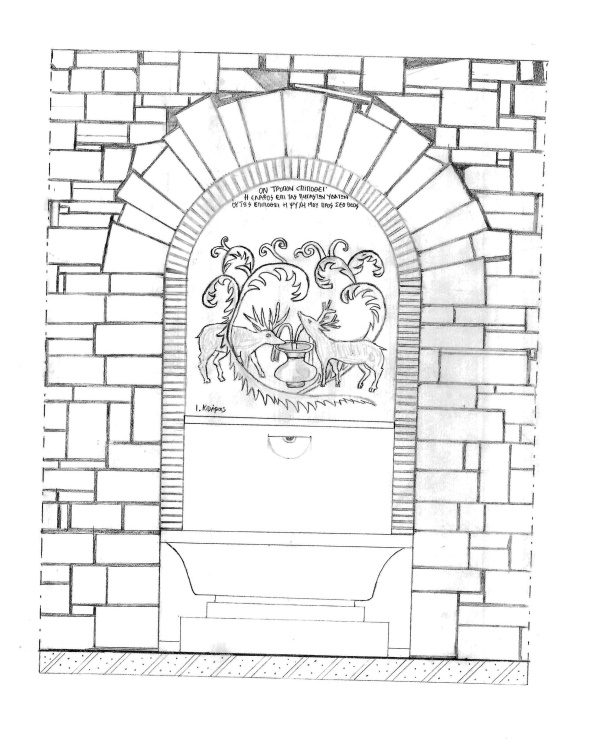 ΟΝ ΤΡΟΠΟΝ ΕΠΙΠΟΘΕΙ
Η ΕΛΑΦΟΣ ΕΠΙ ΤΑΣ ΠΗΓΑΣ ΤΩΝ ΥΔΑΤΩΝ
ΟΥΤΩΣ ΕΠΙΠΟΘΕΙ Η ΨΥΧΗ ΜΟΥ ΠΡΟΣ ΣΕ Ο ΘΕΟΣ
Ι.